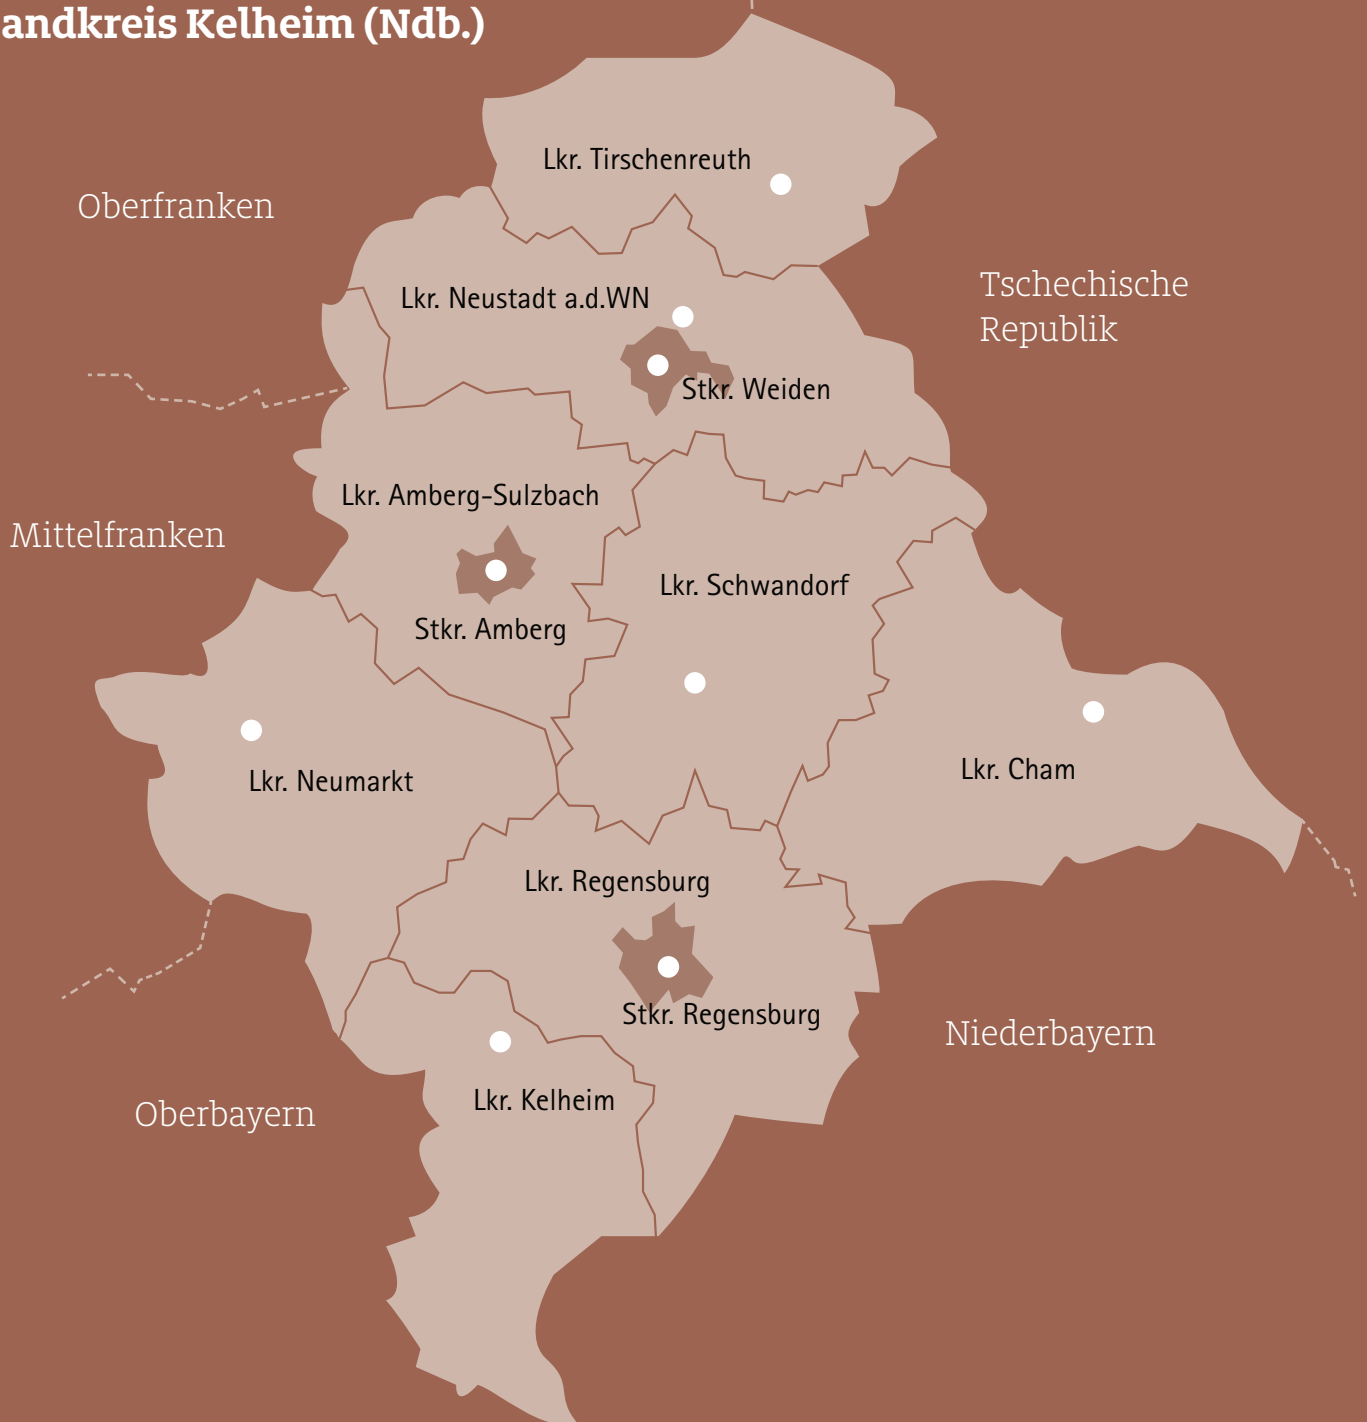 andkreis Kelheim (Ndb.)
Lkr. Tirschenreuth
Oberfranken
Tschechische
Republik
Lkr. Neustadt a.d.WN
Stkr. Weiden
Lkr. Amberg-Sulzbach
Mittelfranken
Lkr. Schwandorf
Stkr. Amberg
Lkr. Cham
Lkr. Neumarkt
Lkr. Regensburg
Stkr. Regensburg
Niederbayern
Lkr. Kelheim
Oberbayern